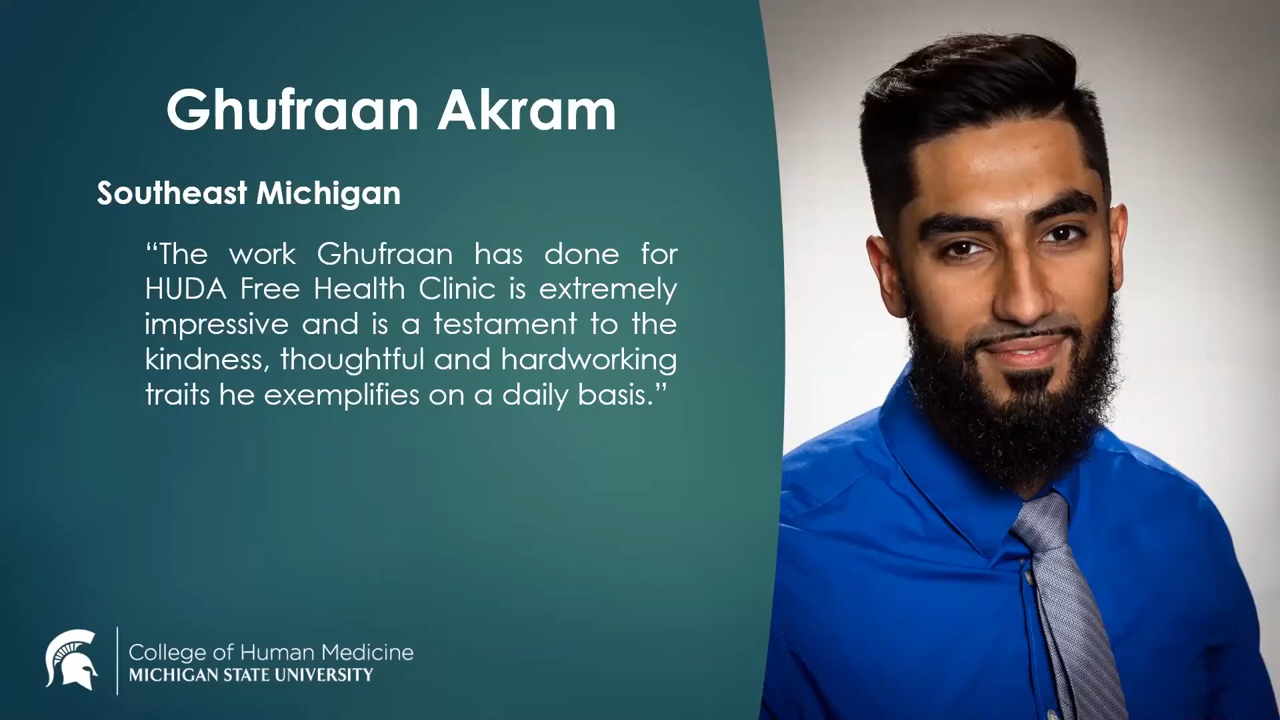 Ghufraan Akram
Southeast Michigan
“The work Ghufraan has done for
HUDA Free Health Clinic is extremely
impressive and is a testament to the
kindness, thoughtful and hardworking
traits he exemplifies on a daily basis.”
College of Human Medicine
MICHIGAN STATE UNIVERSITY